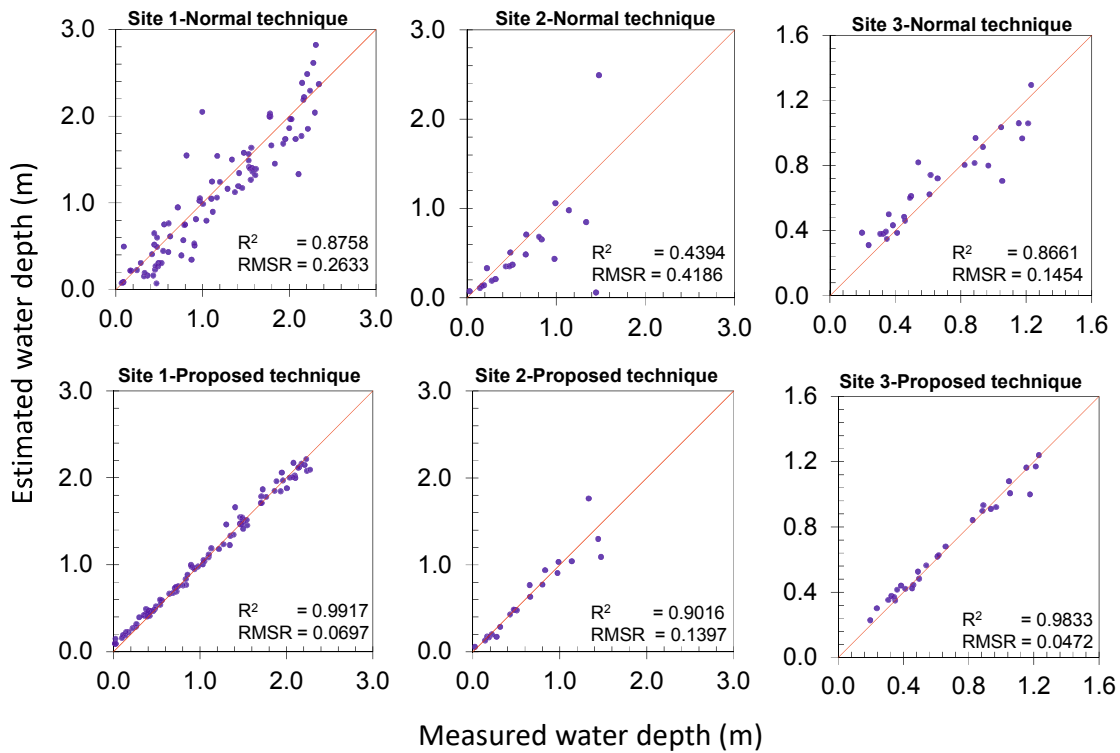 Site 1-Normal technique
Site 2-Normal technique
Site 3-Normal technique
3.0
2.0
1.0
0.0
0.0 1.0 2.0 3.0
R² = 0.8758
RMSR = 0.2633
3.0
2.0
1.0
0.0
0.0 1.0 2.0 3.0
R² = 0.4394
RMSR = 0.4186
1.6
1.2
0.8
0.4
0.0
0.0 0.4 0.8 1.2 1.6
R² = 0.8661
RMSR = 0.1454
Estimated water depth (m)
Site 1-Proposed technique
Site 2-Proposed technique
Site 3-Proposed technique
3.0
2.0
1.0
0.0
0.0 1.0 2.0 3.0
R² = 0.9917
RMSR = 0.0697
3.0
2.0
1.0
0.0
0.0 1.0 2.0 3.0
R² = 0.9016
RMSR = 0.1397
1.6
1.2
0.8
0.4
0.0
0.0 0.4 0.8 1.2 1.6
R² = 0.9833
RMSR = 0.0472
Measured water depth (m)